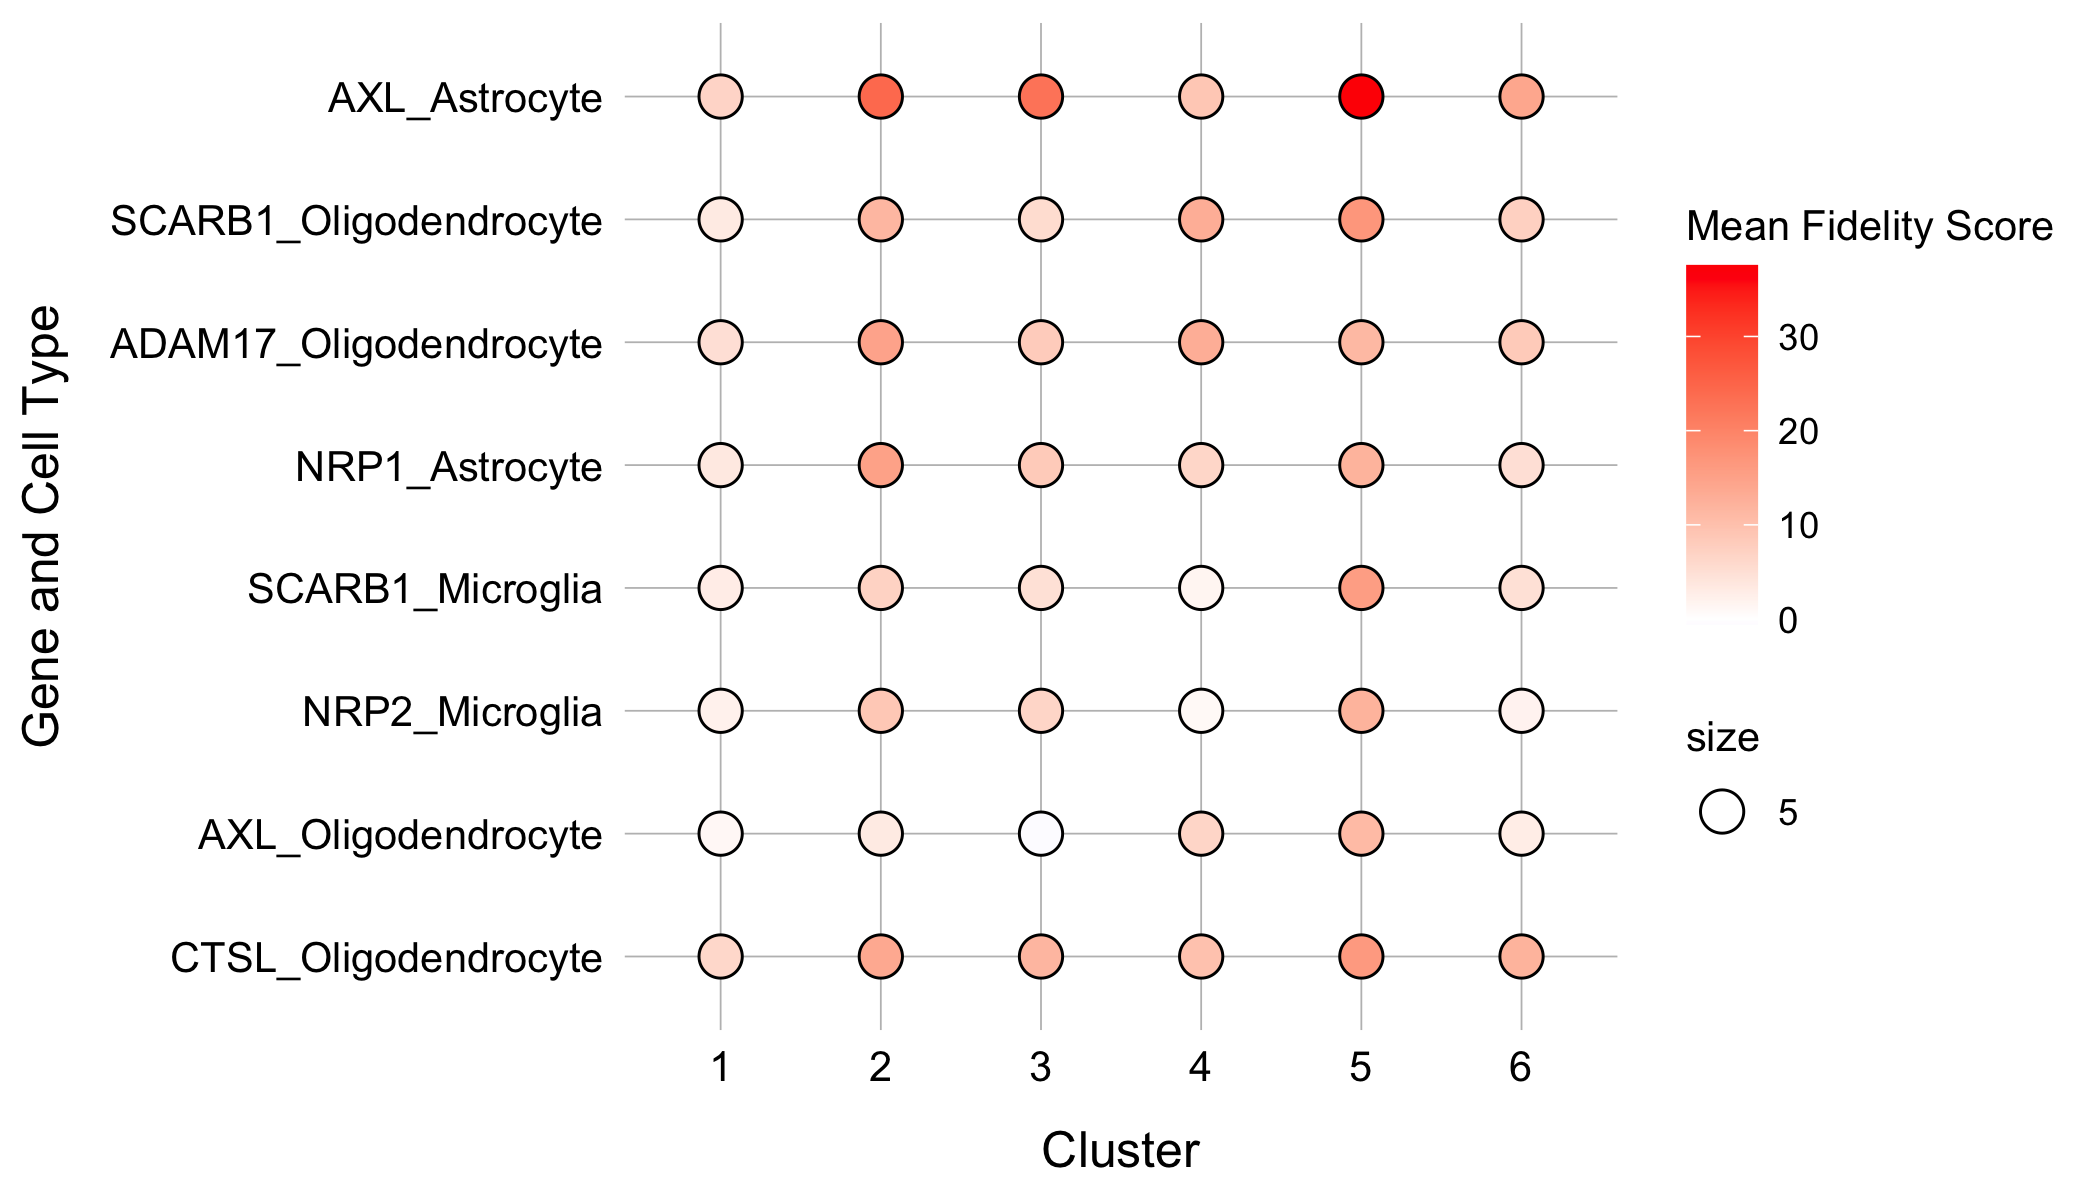 Gene and Cell Type
AXL_Astrocyte
SCARB1_Oligodendrocyte
ADAM17_Oligodendrocyte
NRP1_Astrocyte
SCARB1_Microglia
NRP2_Microglia
AXL_Oligodendrocyte
CTSL_Oligodendrocyte
1 2 3 4 5 6
Cluster
Mean Fidelity Score
30
20
10
0
size
5